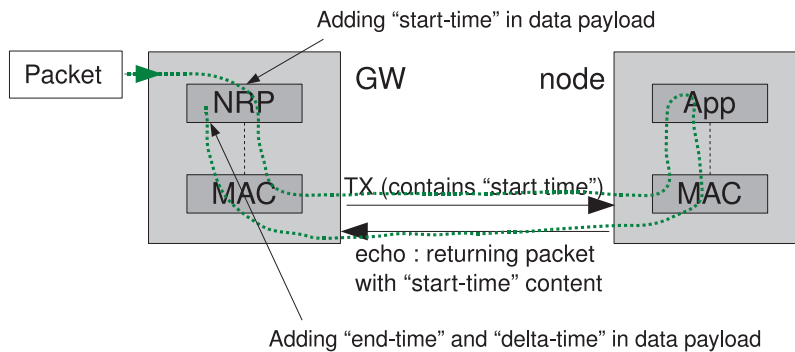 Adding “start-time” in data payload
Packet
GW
node
NRP
App
MAC
TX (contains “start time”)
MAC
echo : returning packet
with “start-time” content
Adding “end-time” and “delta-time” in data payload